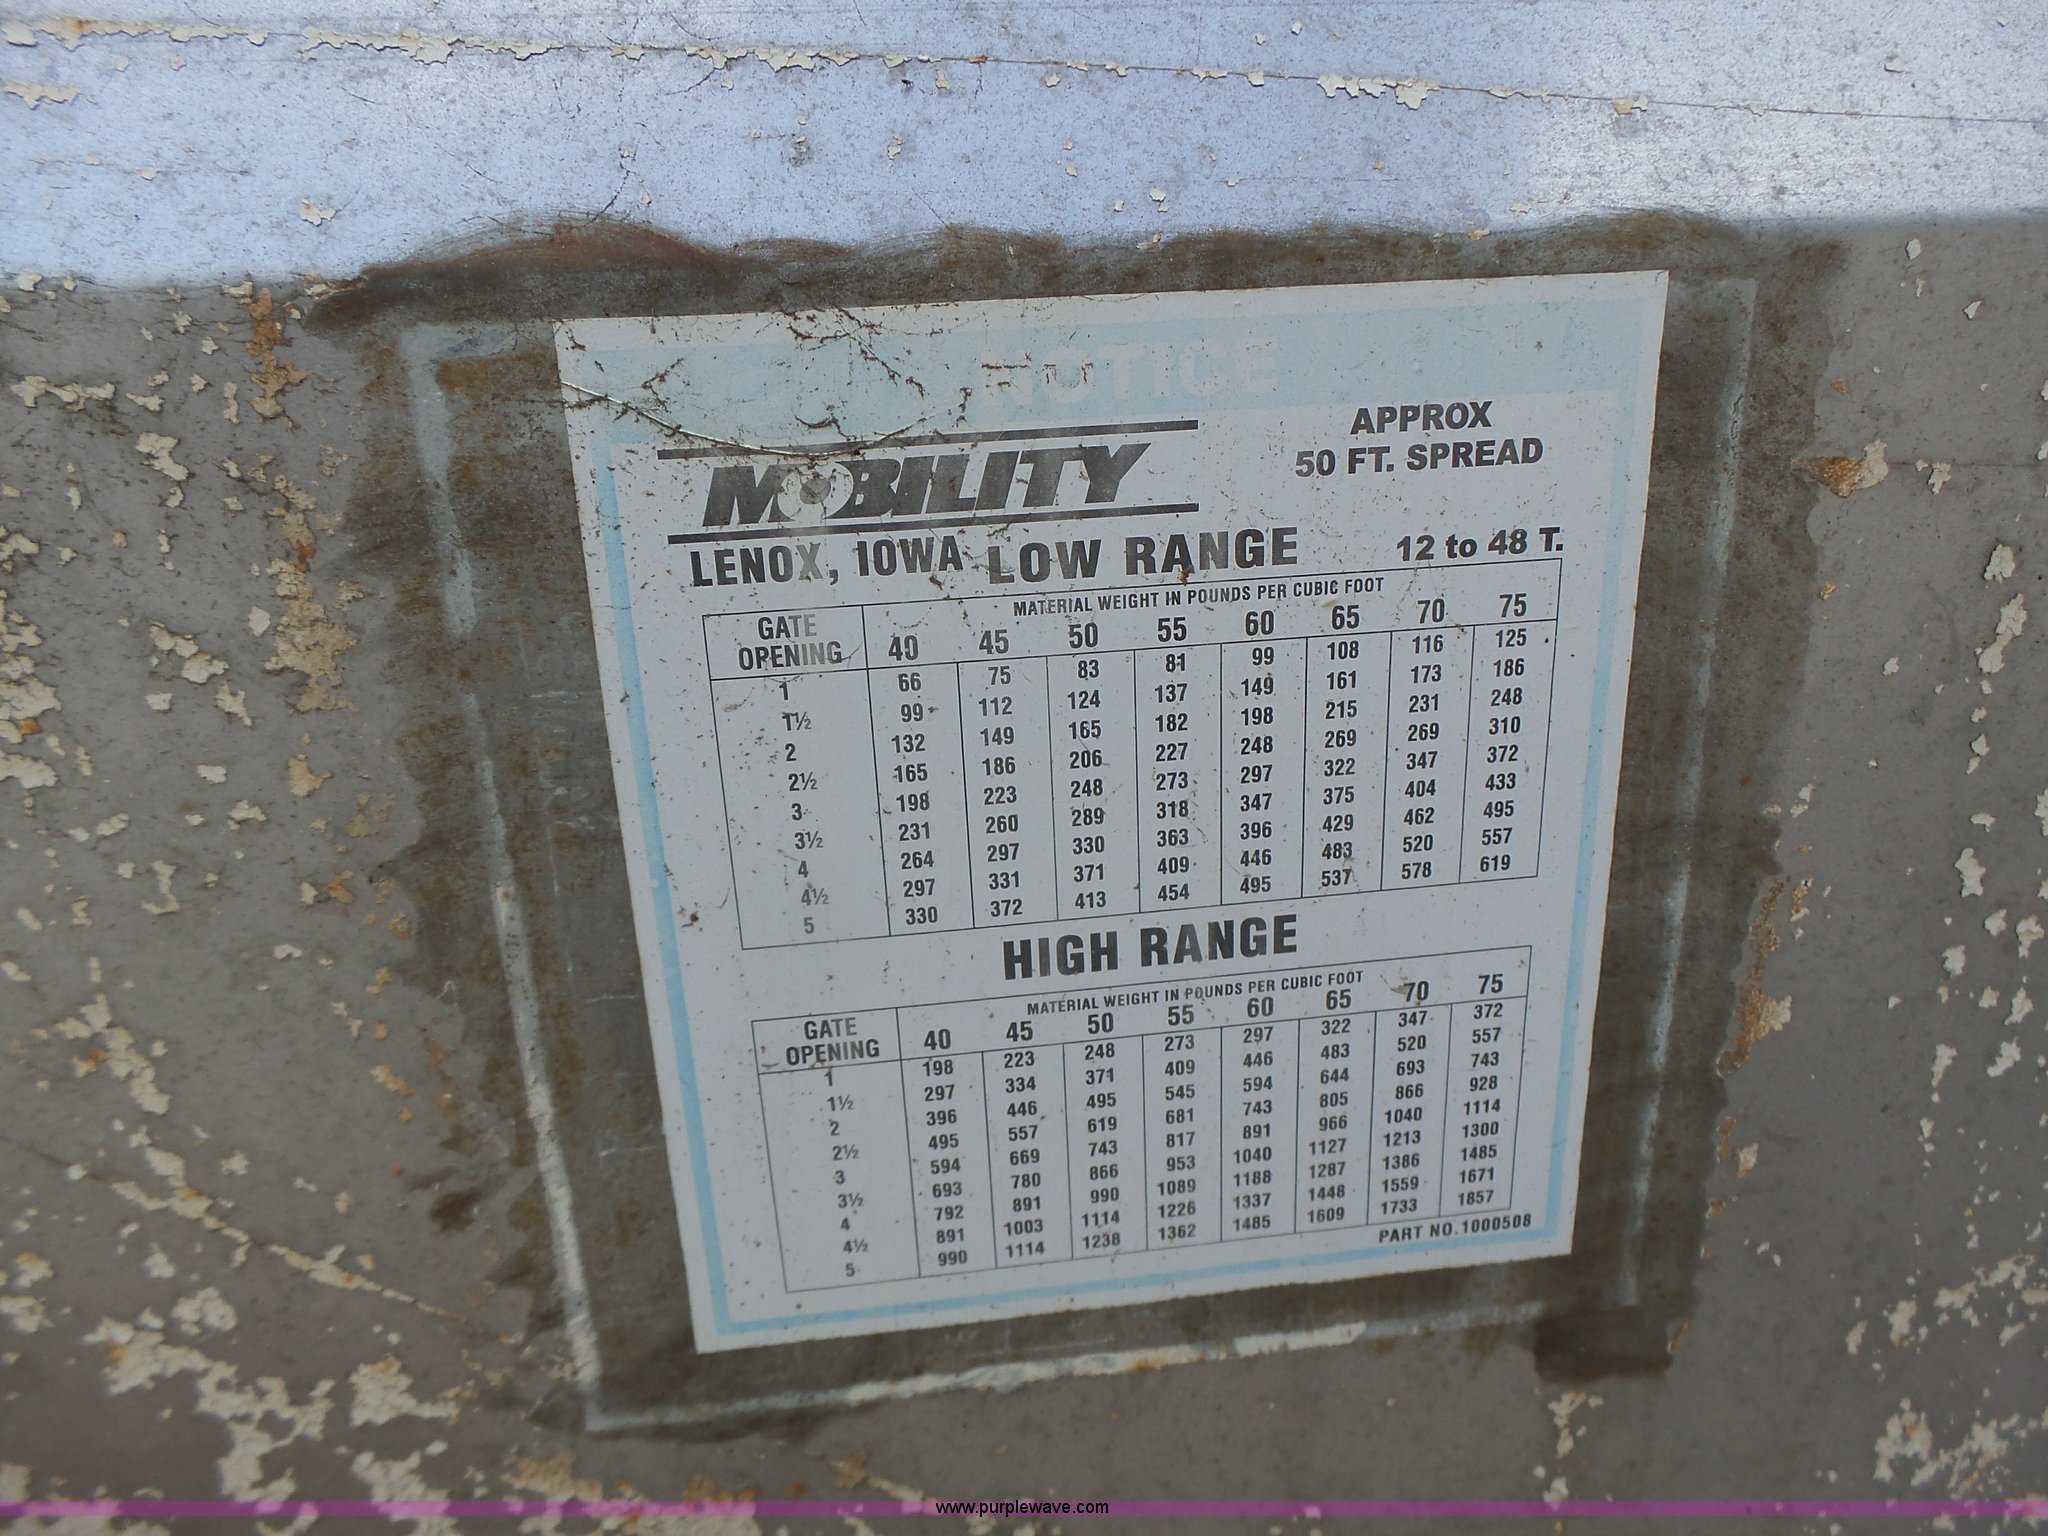 NOTICE
MOBILITY
APPROX
50 FT. SPREAD
LENOX, IOWA LOW RANGE 12 to 48 T.
MATERIAL WEIGHT IN POUNDS PER CUBIC FOOT
GATE OPENING 40 45 50 55 60 65 70 75
1 66 75 83 81 99 108 116 125
1½ 99 112 124 137 149 161 173 186
2 132 149 165 182 198 215 231 248
2½ 165 186 206 227 248 269 269 310
3 198 223 248 273 297 322 347 372
3½ 231 260 289 318 347 375 404 433
4 264 297 330 363 396 429 462 495
4½ 297 331 371 409 446 483 520 557
5 330 372 413 454 495 537 578 619
HIGH RANGE
MATERIAL WEIGHT IN POUNDS PER CUBIC FOOT
GATE OPENING 40 45 50 55 60 65 70 75
1 198 223 248 273 297 322 347 372
1½ 297 334 371 409 446 483 520 557
2 396 446 495 545 594 644 693 743
2½ 495 557 619 681 743 805 866 928
3 594 669 743 817 891 966 1040 1114
3½ 693 780 866 953 1040 1127 1213 1300
4 792 891 990 1089 1188 1287 1386 1485
4½ 891 1003 1114 1226 1337 1448 1559 1671
5 990 1114 1238 1362 1485 1609 1733 1857
PART NO.1000508
www.purplewave.com